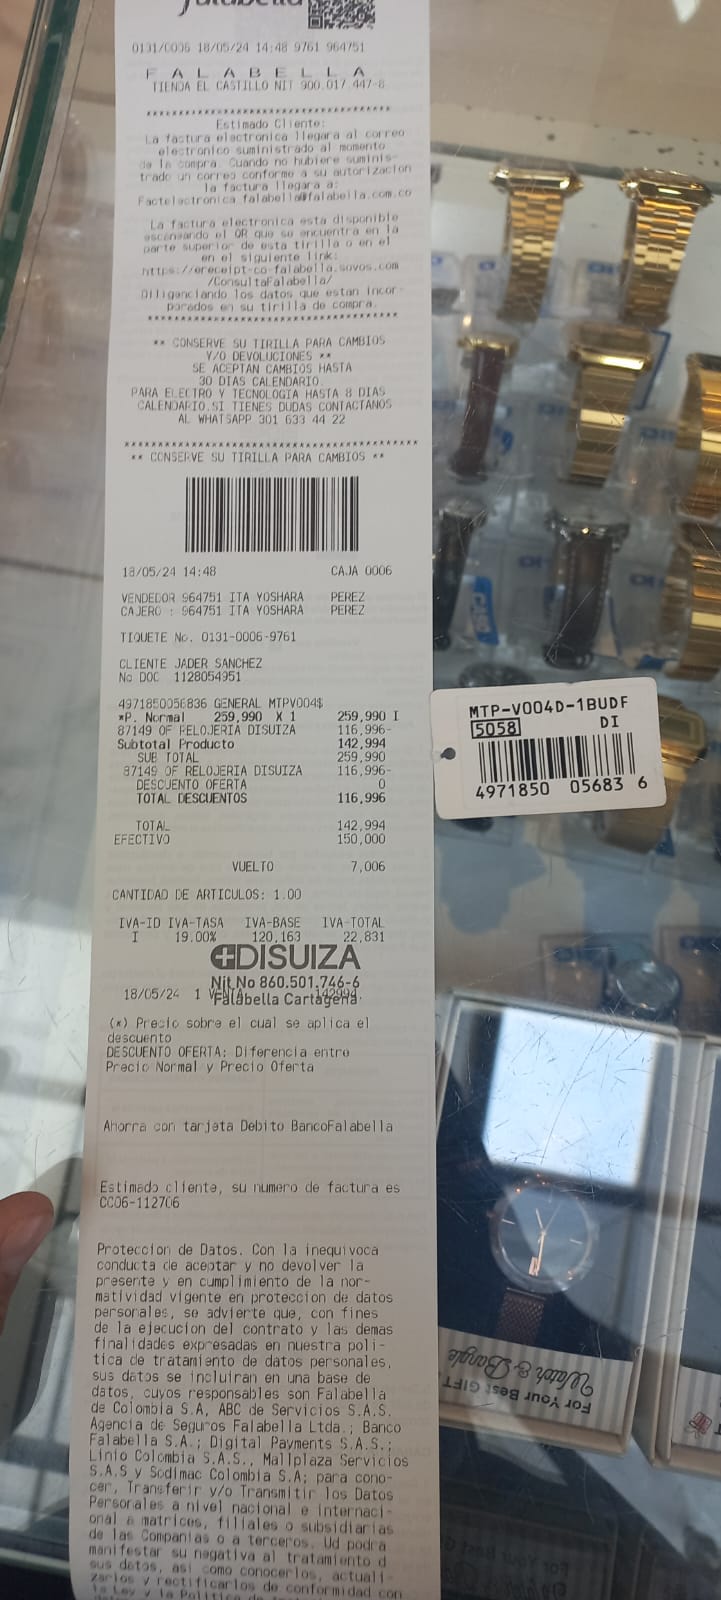 falabella
0131/0006 18/05/24 14:48 9761 964751
F A L A B E L L A
TIENDA EL CASTILLO NIT 900.017.447-8
****************************************
Estimado Cliente:
La factura electronica llegara al correo
electronico suministrado al momento
de la compra. Cuando no hubiere suminis-
trado un correo conforme a su autorizacion
la factura llegara a:
Factelectronica.falabella@falabella.com.co
La factura electronica esta disponible
escaneando el QR que se encuentra en la
parte superior de esta tirilla o en el
en el siguiente link:
https://ereceipt-co-falabella.sovos.com
/ConsultaFalabella/
Diligenciando los datos que estan incor-
porados en su tirilla de compra.
****************************************
** CONSERVE SU TIRILLA PARA CAMBIOS
Y/O DEVOLUCIONES **
SE ACEPTAN CAMBIOS HASTA
30 DIAS CALENDARIO.
PARA ELECTRO Y TECNOLOGIA HASTA 8 DIAS
CALENDARIO.SI TIENES DUDAS CONTACTANOS
AL WHATSAPP 301 633 44 22
****************************************
** CONSERVE SU TIRILLA PARA CAMBIOS **
18/05/24 14:48 CAJA 0006
VENDEDOR 964751 ITA YOSHARA PEREZ
CAJERO : 964751 ITA YOSHARA PEREZ
TIQUETE No. 0131-0006-9761
CLIENTE JADER SANCHEZ
No DOC 1128054951
4971850056836 GENERAL MTPV004$
*P. Normal 259,990 X 1 259,990 I
87149 OF RELOJERIA DISUIZA 116,996-
Subtotal Producto 142,994
SUB TOTAL 259,990
87149 OF RELOJERIA DISUIZA 116,996-
DESCUENTO OFERTA 0
TOTAL DESCUENTOS 116,996
TOTAL 142,994
EFECTIVO 150,000
VUELTO 7,006
CANTIDAD DE ARTICULOS: 1.00
IVA-ID IVA-TASA IVA-BASE IVA-TOTAL
I 19.00% 120,163 22,831
DISUIZA
Nit.No 860.501.746-6
18/05/24 1 VENTA 142994.
Falabella Cartagena.
(*) Precio sobre el cual se aplica el
descuento
DESCUENTO OFERTA: Diferencia entre
Precio Normal y Precio Oferta
Ahorra con tarjeta Debito BancoFalabella
Estimado cliente, su numero de factura es
CC06-112706
Proteccion de Datos. Con la inequivoca
conducta de aceptar y no devolver la
presente y en cumplimiento de la nor-
matividad vigente en proteccion de datos
personales, se advierte que, con fines
de la ejecucion del contrato y las demas
finalidades expresadas en nuestra poli-
tica de tratamiento de datos personales,
sus datos se incluiran en una base de
datos, cuyos responsables son Falabella
de Colombia S.A, ABC de Servicios S.A.S.
Agencia de Seguros Falabella Ltda.; Banco
Falabella S.A.; Digital Payments S.A.S.;
Linio Colombia S.A.S., Mallplaza Servicios
S.A.S y Sodimac Colombia S.A; para cono-
cer, Transferir y/o Transmitir los Datos
Personales a nivel nacional e internaci-
onal a matrices, filiales o subsidiarias
de las Companias o a terceros. Ud podra
manifestar su negativa al tratamiento d
sus datos, asi como conocerlos, actuali-
zarlos y rectificarlos de conformidad con
la Ley y la Politica de
MTP-V004D-1BUDF
5058 DI
4971850 05683 6
For Your Best GIFT.
Watch & Bangle